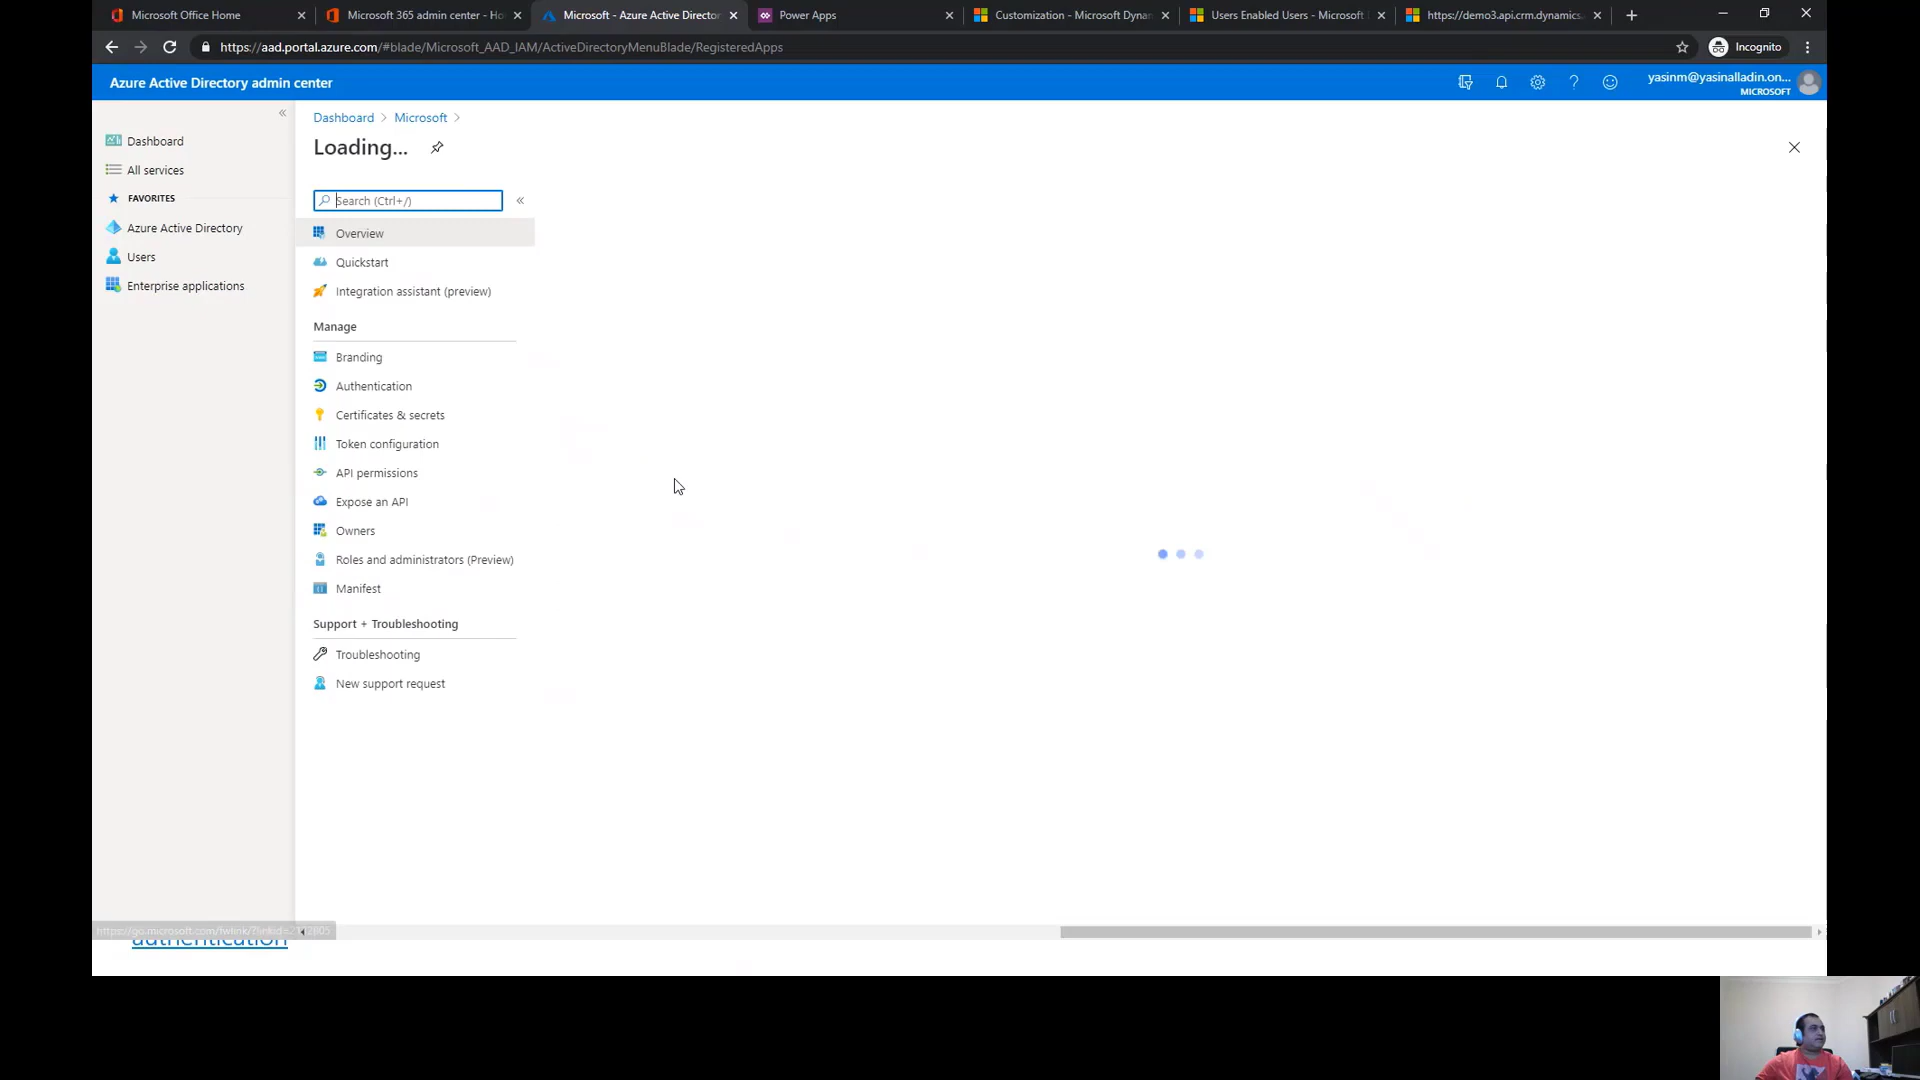 Microsoft Office Home
Microsoft 365 admin center - Ho
Microsoft - Azure Active Director
Power Apps
Customization - Microsoft Dynam
Users Enabled Users - Microsoft
https://demo3.api.crm.dynamics.
https://aad.portal.azure.com/#blade/Microsoft_AAD_IAM/ActiveDirectoryMenuBlade/RegisteredApps
Incognito
Azure Active Directory admin center
yasinm@yasinalladin.on...
MICROSOFT
Dashboard
All services
FAVORITES
Azure Active Directory
Users
Enterprise applications
Dashboard > Microsoft >
Loading...
Search (Ctrl+/)
Overview
Quickstart
Integration assistant (preview)
Manage
Branding
Authentication
Certificates & secrets
Token configuration
API permissions
Expose an API
Owners
Roles and administrators (Preview)
Manifest
Support + Troubleshooting
Troubleshooting
New support request
authentication